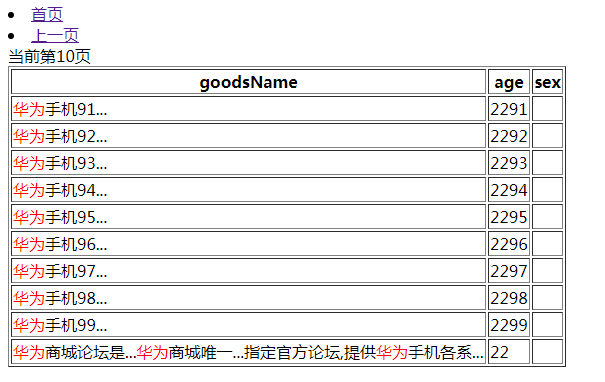 首页
上一页
当前第10页
goodsName age sex
华为手机91... 2291
华为手机92... 2292
华为手机93... 2293
华为手机94... 2294
华为手机95... 2295
华为手机96... 2296
华为手机97... 2297
华为手机98... 2298
华为手机99... 2299
华为商城论坛是...华为商城唯一...指定官方论坛,提供华为手机各系... 22